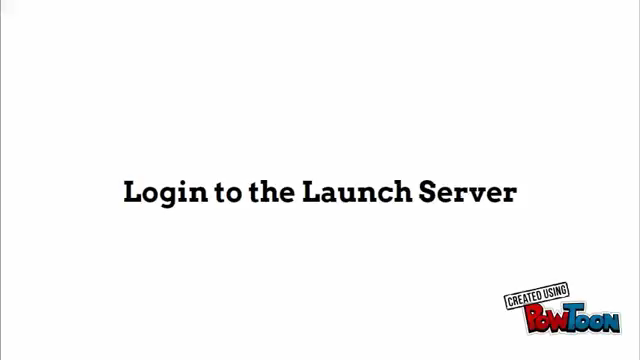 Login to the Launch Server
CREATED USING
POWTOON